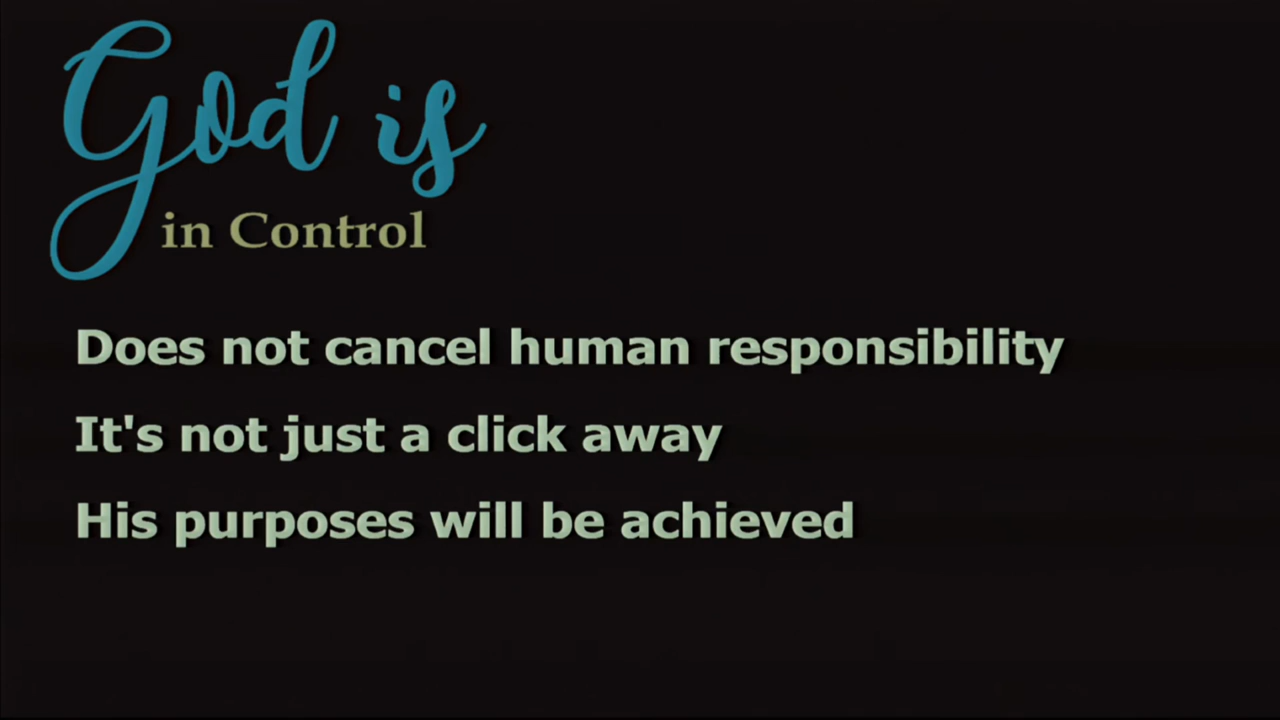 God is
in Control
Does not cancel human responsibility
It's not just a click away
His purposes will be achieved